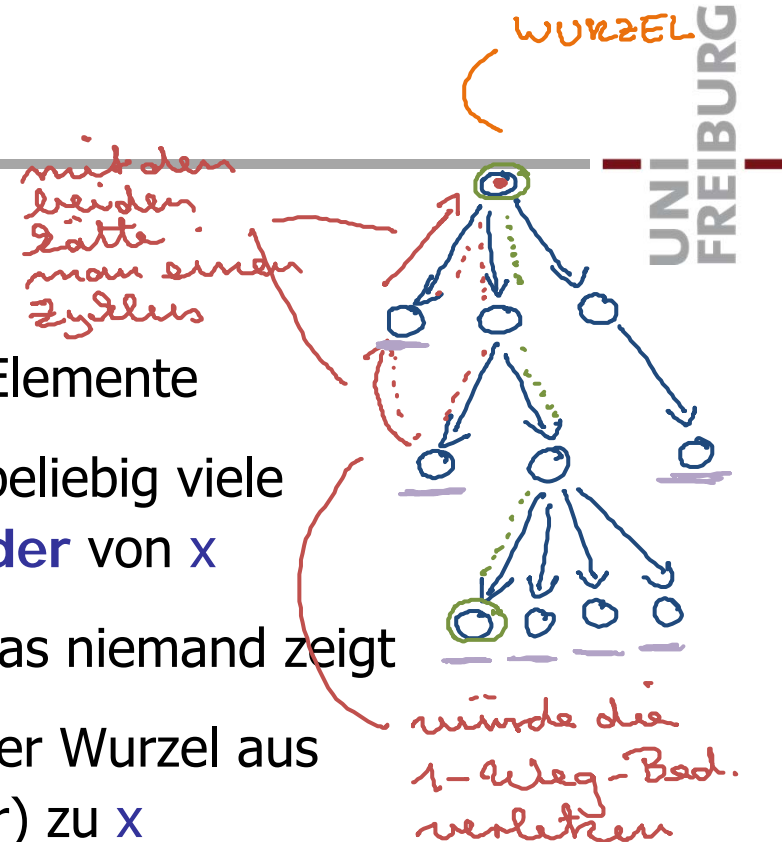 WURZEL
UNI
FREIBURG
mit den
beiden
hätte
man einen
Zyklus
Elemente
beliebig viele
der von x
as niemand zeigt
er Wurzel aus
r) zu x
würde die
1-Weg-Bed.
verletzen